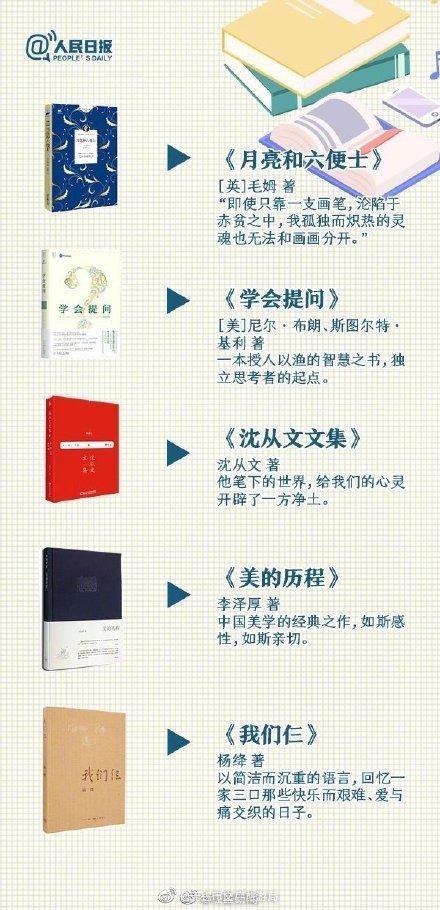 @人民日报
PEOPLE'S DAILY
《月亮和六便士》
[英]毛姆 著
“即使只靠一支画笔,沦陷于
赤贫之中,我孤独而炽热的灵
魂也无法和画画分开。”
学会提问
《学会提问》
[美]尼尔·布朗、斯图尔特·
基利 著
一本授人以渔的智慧之书,独
立思考者的起点。
《沈从文文集》
沈从文 著
他笔下的世界,给我们的心灵
开辟了一方净土。
美的历程
《美的历程》
李泽厚 著
中国美学的经典之作,如斯感
性,如斯亲切。
我们仨
《我们仨》
杨绛 著
以简洁而沉重的语言,回忆一
家三口那些快乐而艰难、爱与
痛交织的日子。